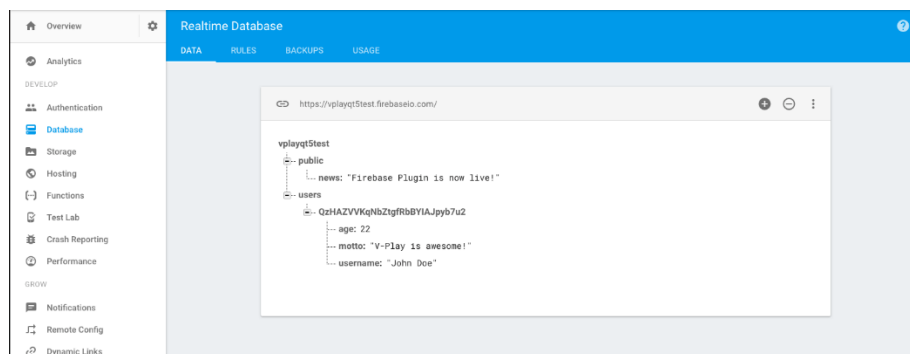 Overview
Analytics
DEVELOP
Authentication
Database
Storage
Hosting
Functions
Test Lab
Crash Reporting
Performance
GROW
Notifications
Remote Config
Dynamic Links
Realtime Database
DATA RULES BACKUPS USAGE
https://vplayqt5test.firebaseio.com/
vplayqt5test
public
news: "Firebase Plugin is now live!"
users
QzHAZVVKqNbZtgfRbBYIAJpyb7u2
age: 22
motto: "V-Play is awesome!"
username: "John Doe"